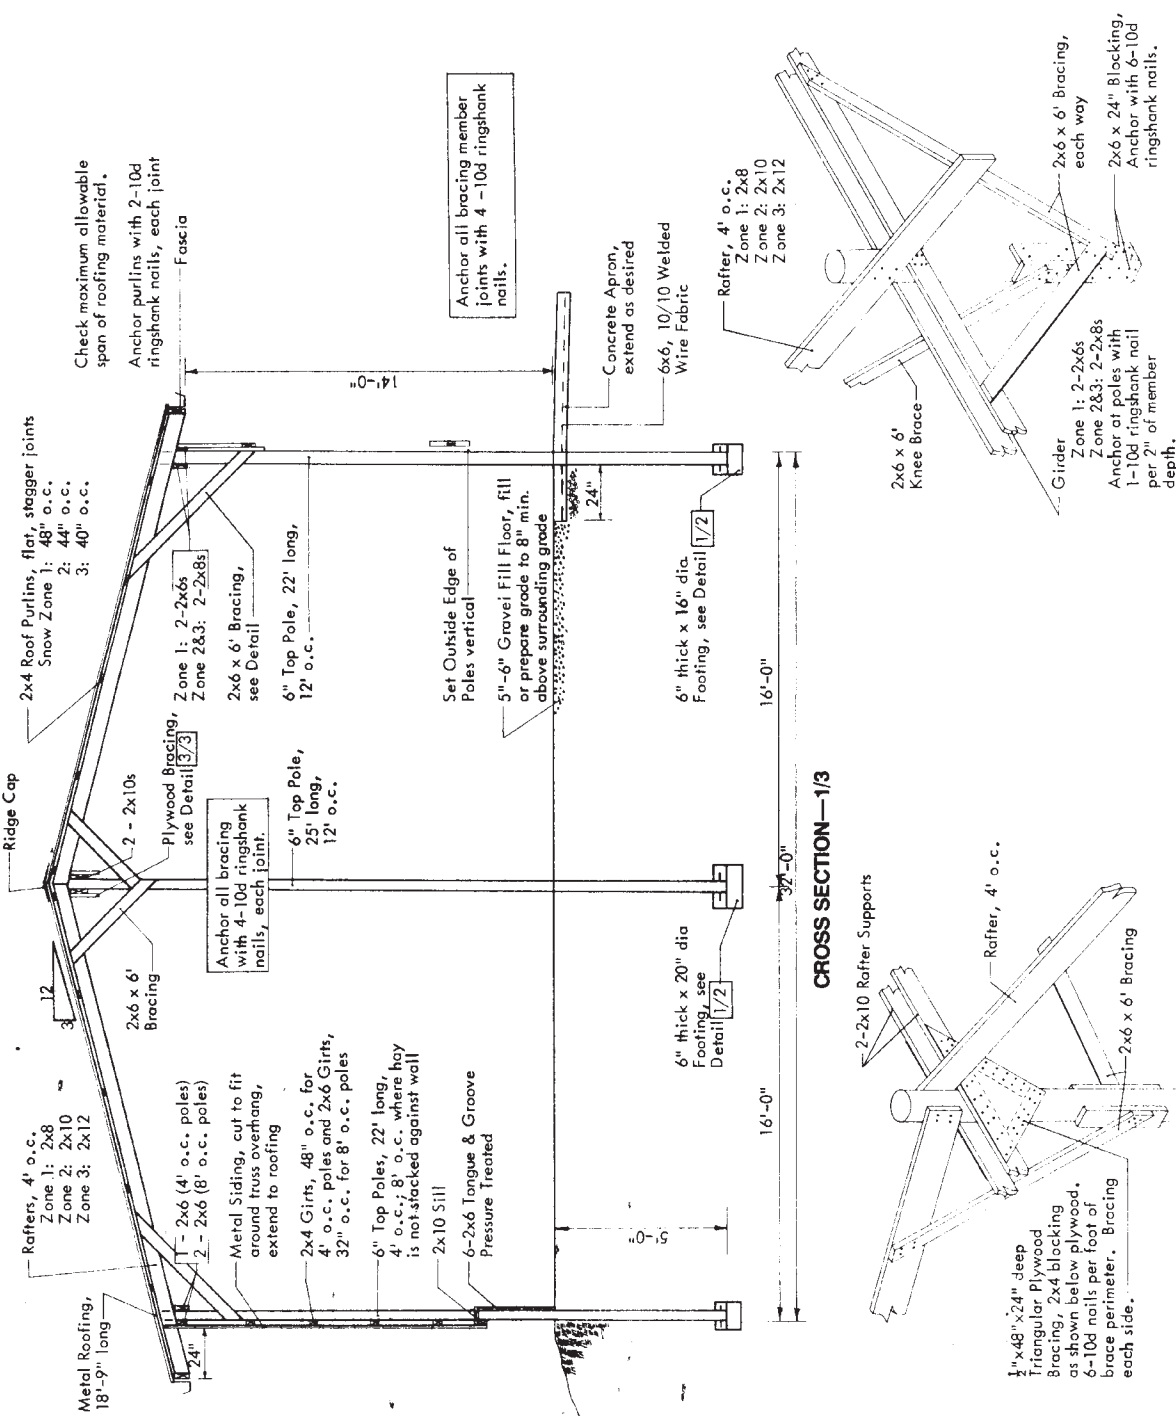 Ridge Cap
2x4 Roof Purlins, flat, stagger joints
Snow Zone 1: 48" o.c.
2: 44" o.c.
3: 40" o.c.
Check maximum allowable
span of roofing material.
Anchor purlins with 2-10d
ringshank nails, each joint
Fascia
Metal Roofing,
18'-9" long
Rafters, 4' o.c.
Zone 1: 2x8
Zone 2: 2x10
Zone 3: 2x12
12
3
2x6 x 6'
Bracing
2 - 2x10s
Plywood Bracing,
see Detail 3/3
Anchor all bracing
with 4-10d ringshank
nails, each joint.
6" Top Pole,
25' long,
12' o.c.
Zone 1: 2-2x6s
Zone 2&3: 2-2x8s
2x6 x 6' Bracing,
see Detail
6" Top Pole, 22' long,
12' o.c.
14'-0"
Anchor all bracing member
joints with 4 -10d ringshank
nails.
24"
1 - 2x6 (4' o.c. poles)
2 - 2x6 (8' o.c. poles)
Metal Siding, cut to fit
around truss overhang,
extend to roofing
2x4 Girts, 48" o.c. for
4' o.c. poles and 2x6 Girts,
32" o.c. for 8' o.c. poles
6" Top Poles, 22' long,
4' o.c.; 8' o.c. where hay
is not stacked against wall
2x10 Sill
6-2x6 Tongue & Groove
Pressure Treated
Set Outside Edge of
Poles vertical
5"-6" Gravel Fill Floor, fill
or prepare grade to 8" min.
above surrounding grade
24"
Concrete Apron,
extend as desired
6x6, 10/10 Welded
Wire Fabric
5'-0"
6" thick x 20" dia
Footing, see
Detail 1/2
6" thick x 16" dia.
Footing, see Detail 1/2
16'-0"
16'-0"
32'-0"
CROSS SECTION—1/3
2-2x10 Rafter Supports
Rafter, 4' o.c.
2x6 x 6' Bracing
½"x48"x24" deep
Triangular Plywood
Bracing, 2x4 blocking
as shown below plywood.
6-10d nails per foot of
brace perimeter. Bracing
each side.
Rafter, 4' o.c.
Zone 1: 2x8
Zone 2: 2x10
Zone 3: 2x12
2x6 x 6'
Knee Brace
Girder
Zone 1: 2-2x6s
Zone 2&3: 2-2x8s
Anchor at poles with
1-10d ringshank nail
per 2" of member
depth.
2x6 x 6' Bracing,
each way
2x6 x 24" Blocking,
Anchor with 6-10d
ringshank nails.